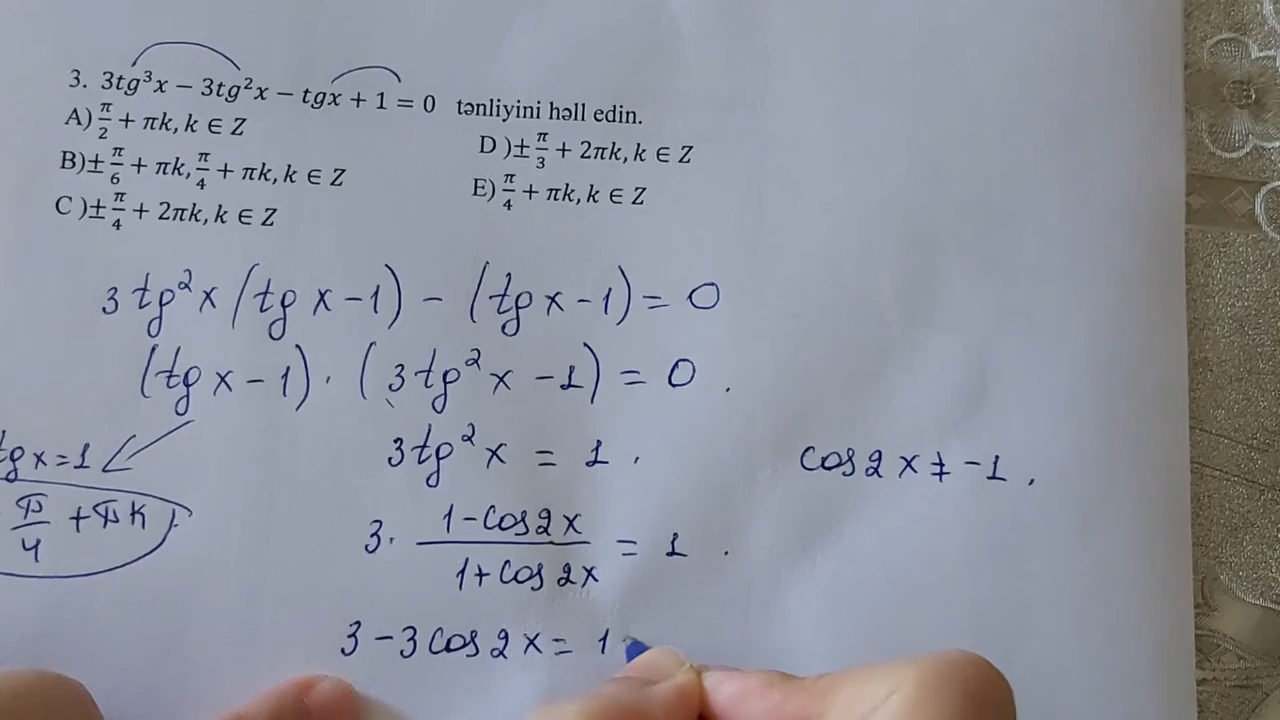 3. 3tg³x − 3tg²x − tgx + 1 = 0 tənliyini həll edin.
A) π/2 + πk, k ∈ Z
D )± π/3 + 2πk, k ∈ Z
B)± π/6 + πk, π/4 + πk, k ∈ Z
E) π/4 + πk, k ∈ Z
C )± π/4 + 2πk, k ∈ Z
3tg²x (tgx−1) − (tgx−1) = 0
(tgx−1) · (3tg²x −1) = 0 .
tgx=1
3tg²x = 1 .
cos2x ≠ −1 .
π/4 + πk
3 · (1−cos2x)/(1+cos2x) = 1 .
3−3cos2x = 1